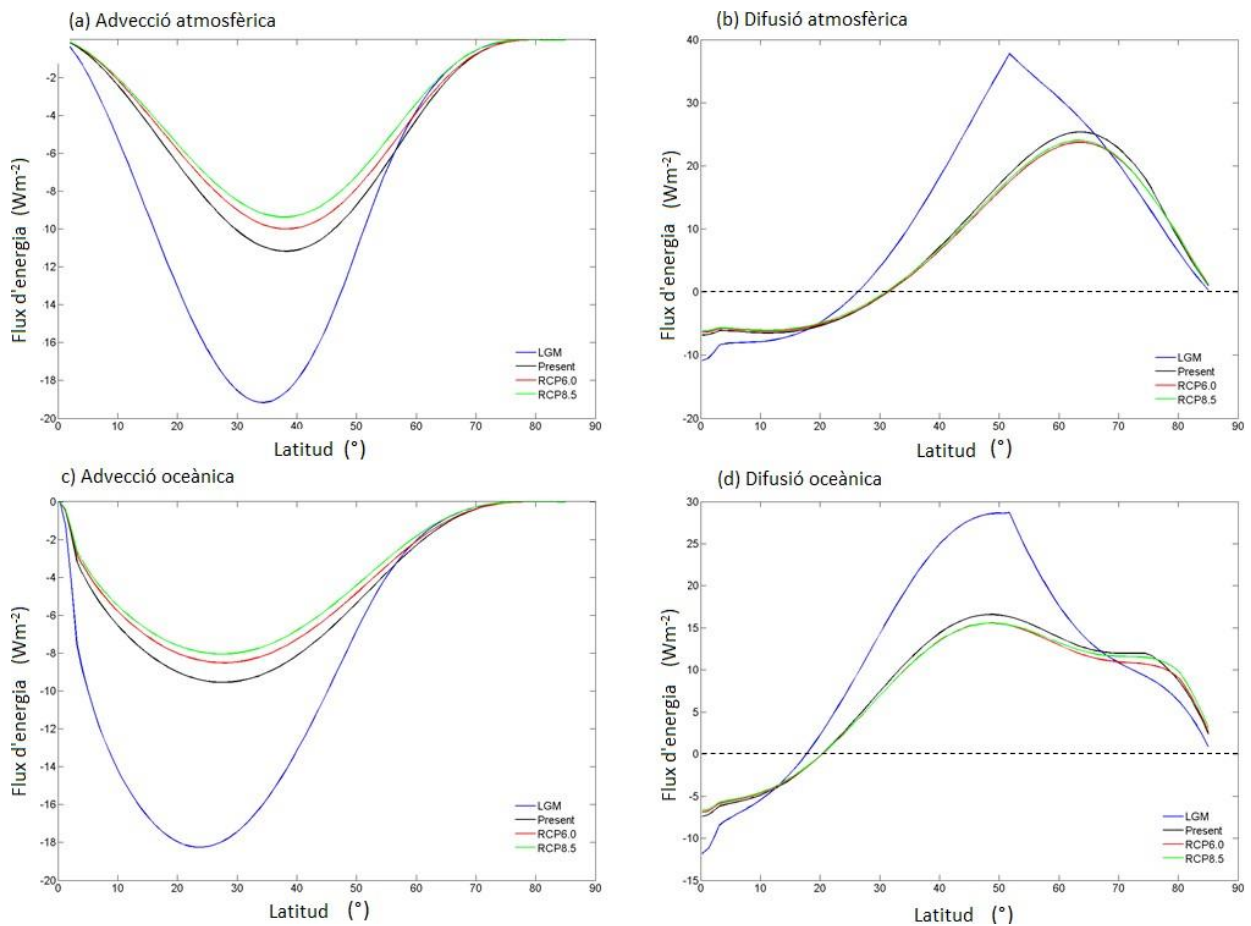 (a) Advecció atmosfèrica
-2
-4
-6
-8
-10
-12
-14
-16
-18
-20
0 10 20 30 40 50 60 70 80 90
Flux d'energia (Wm-2)
Latitud (°)
LGM
Present
RCP6.0
RCP8.5
(b) Difusió atmosfèrica
40
30
20
10
0
-10
-20
0 10 20 30 40 50 60 70 80 90
Flux d'energia (Wm-2)
Latitud (°)
LGM
Present
RCP6.0
RCP8.5
c) Advecció oceànica
0
-2
-4
-6
-8
-10
-12
-14
-16
-18
-20
0 10 20 30 40 50 60 70 80 90
Flux d'energia (Wm-2)
Latitud (°)
LGM
Present
RCP6.0
RCP8.5
(d) Difusió oceànica
30
25
20
15
10
5
0
-5
-10
-15
0 10 20 30 40 50 60 70 80 90
Flux d'energia (Wm-2)
Latitud (°)
LGM
Present
RCP6.0
RCP8.5